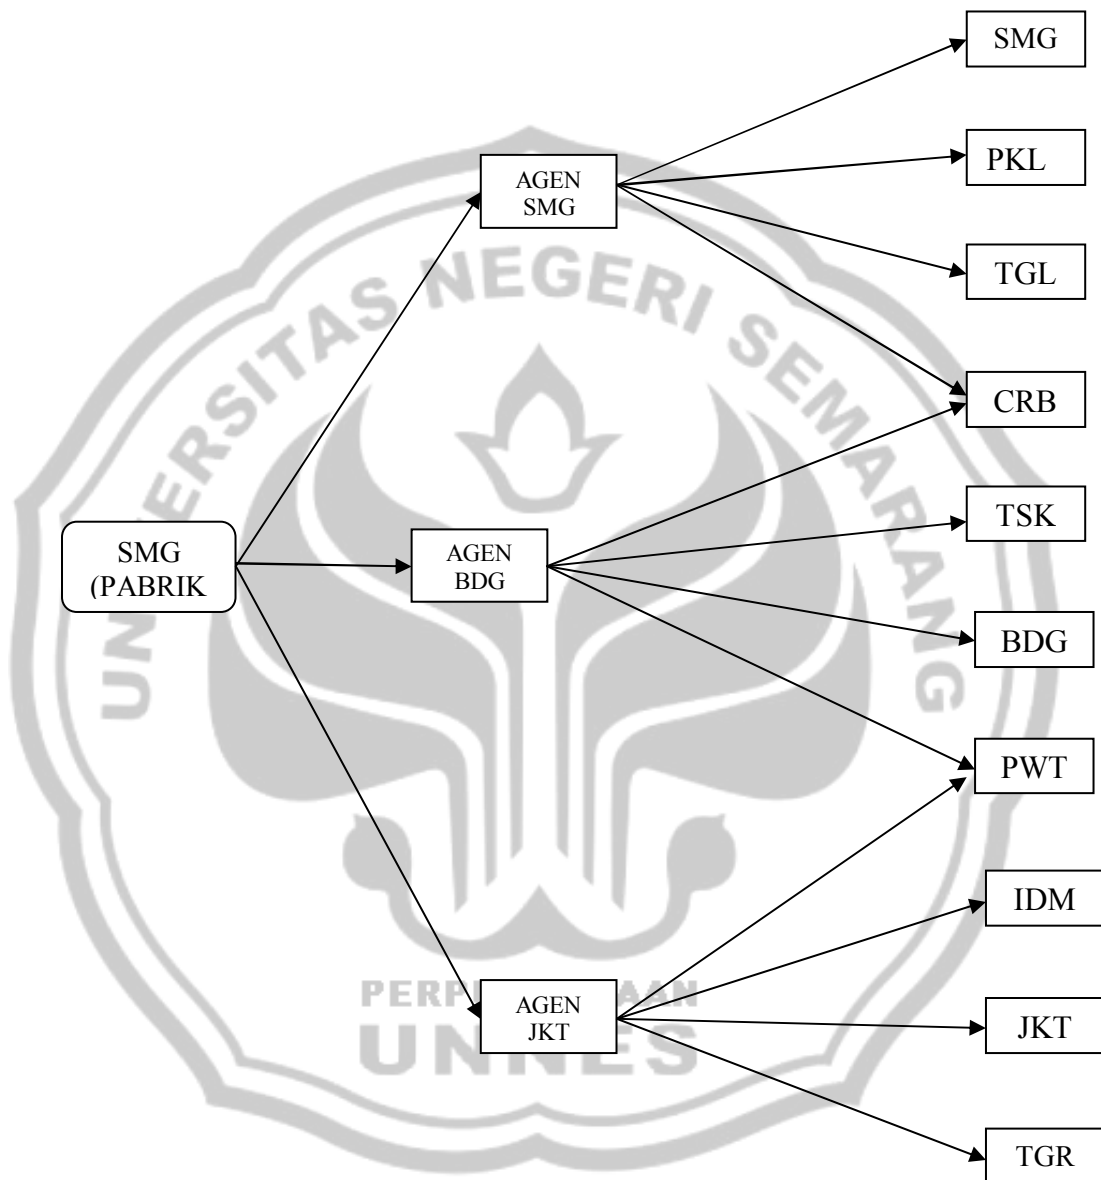 SMG
PKL
AGEN
SMG
TGL
CRB
TSK
SMG
(PABRIK
AGEN
BDG
BDG
PWT
IDM
AGEN
JKT
JKT
TGR
UNIVERSITAS NEGERI SEMARANG
UNNES